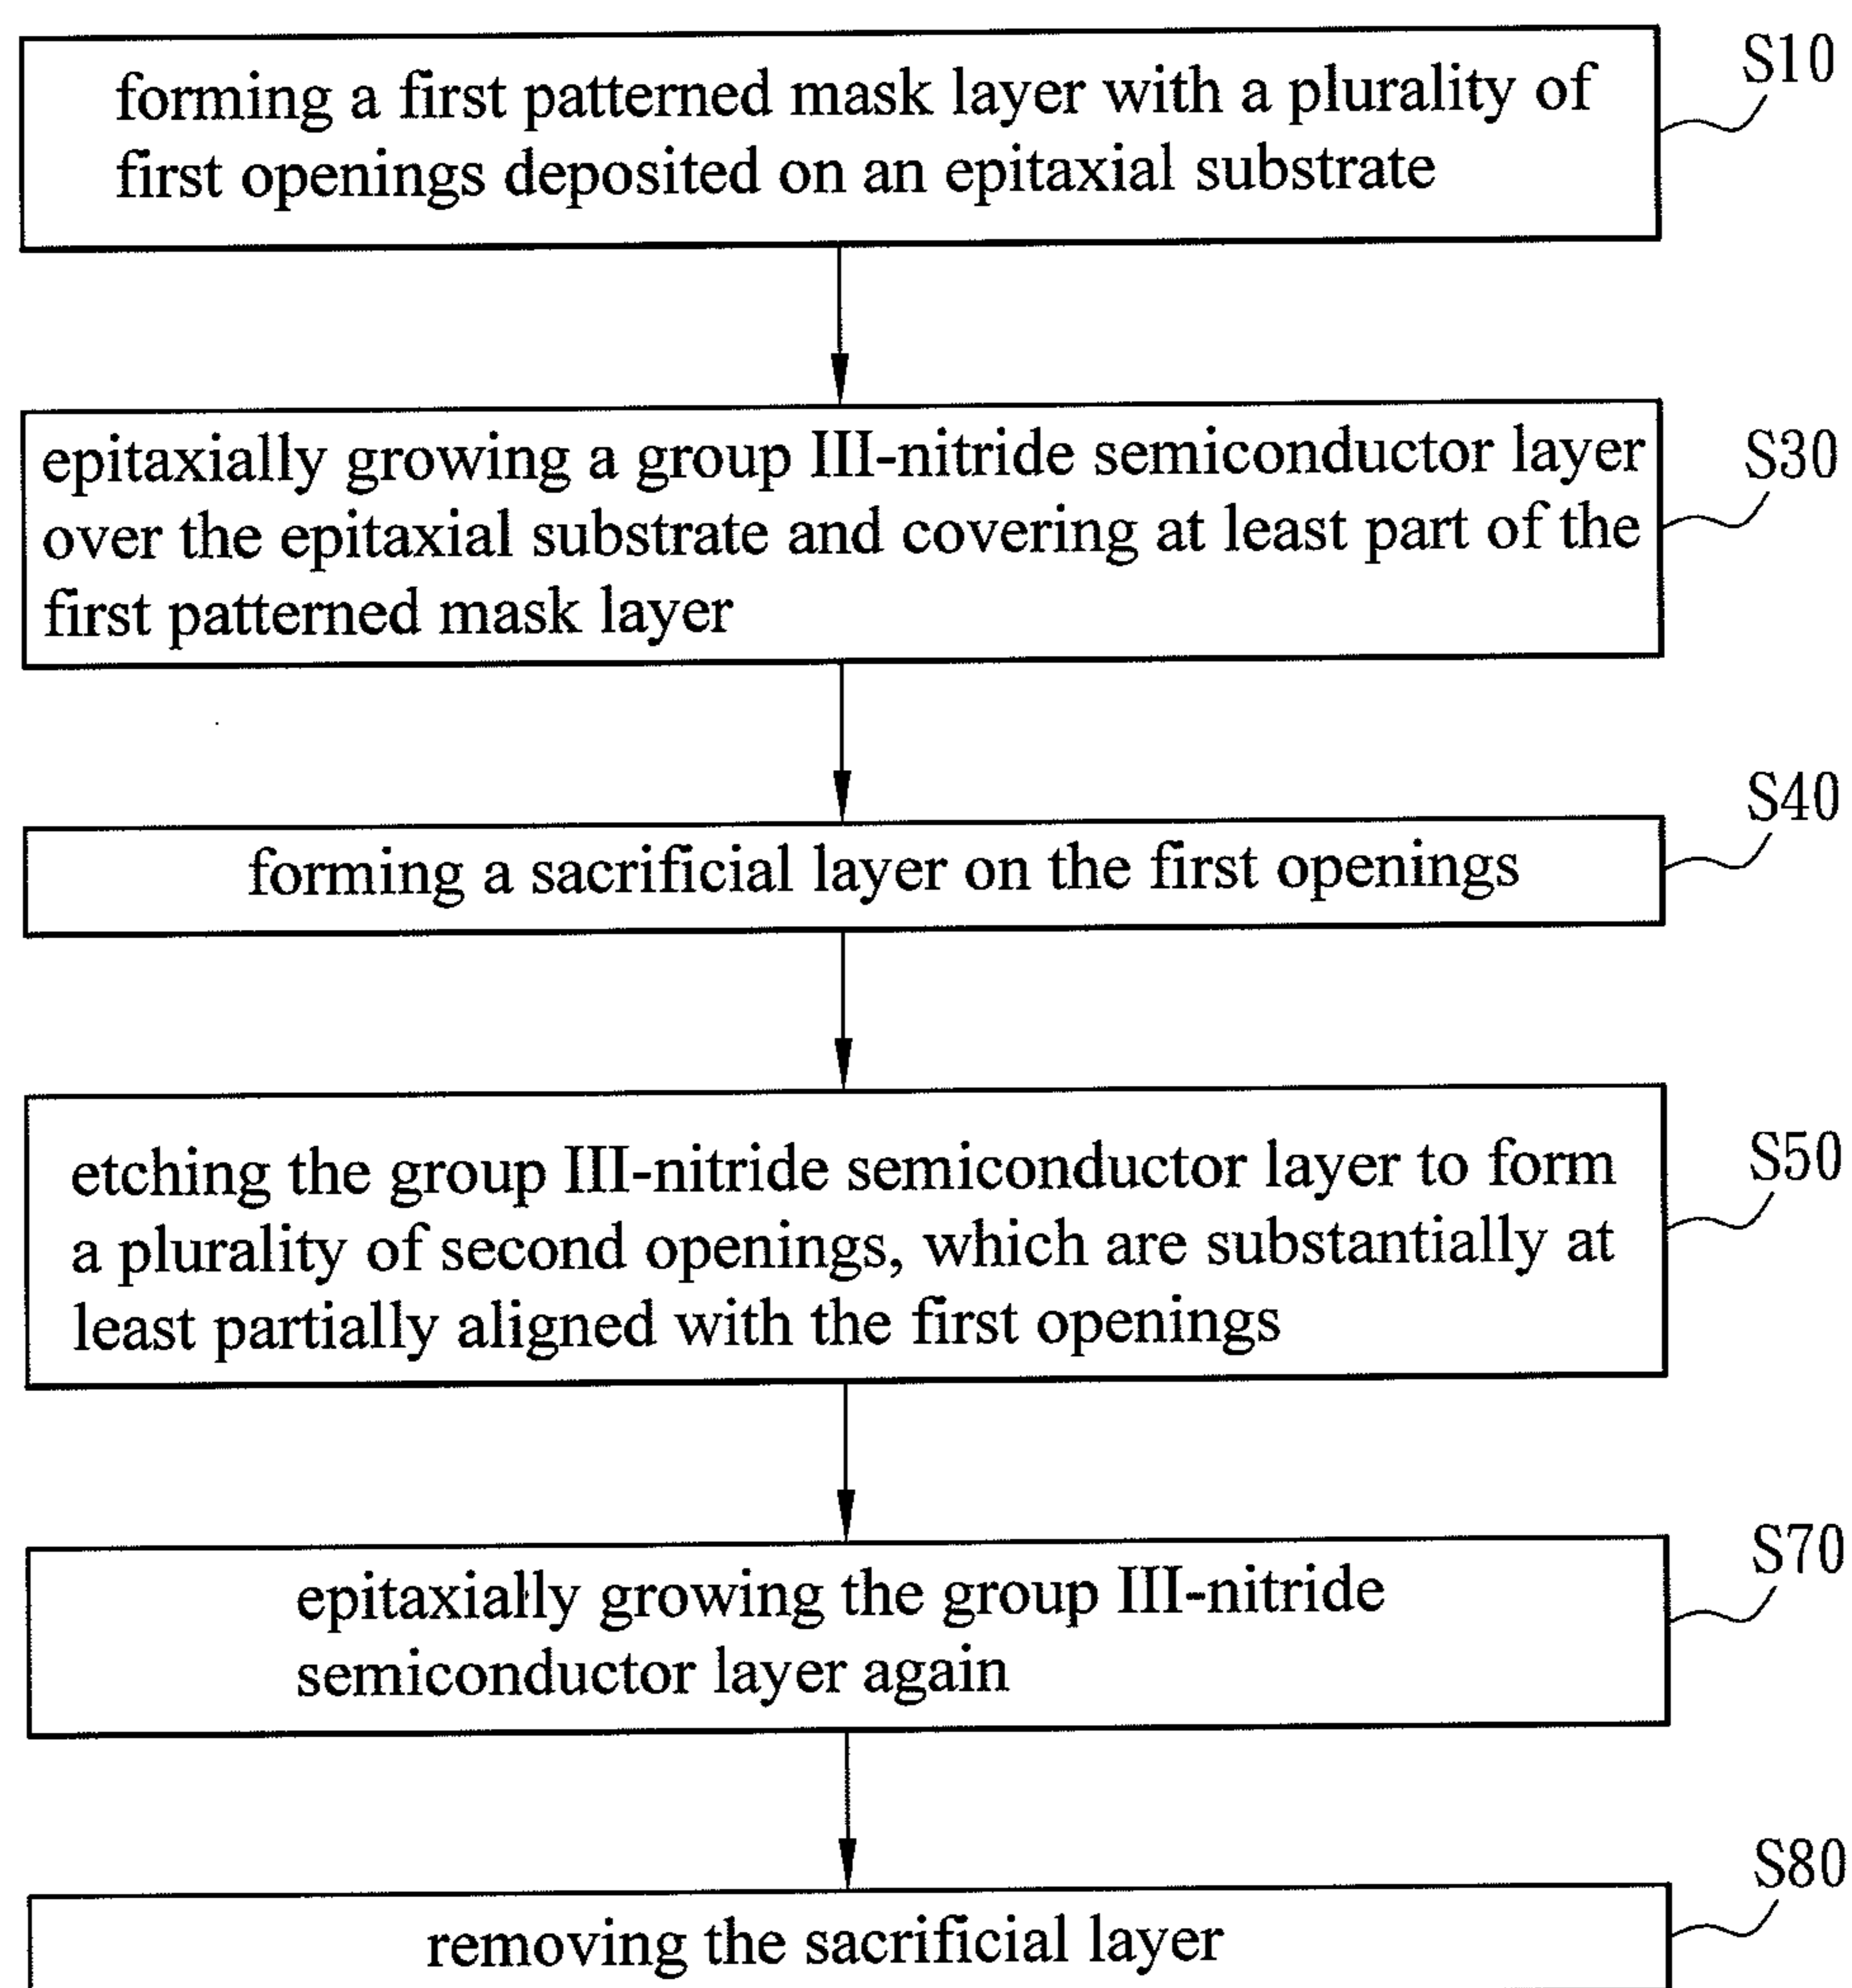 S10
forming a first patterned mask layer with a plurality of
first openings deposited on an epitaxial substrate
S30
epitaxially growing a group III-nitride semiconductor layer
over the epitaxial substrate and covering at least part of the
first patterned mask layer
S40
forming a sacrificial layer on the first openings
S50
etching the group III-nitride semiconductor layer to form
a plurality of second openings, which are substantially at
least partially aligned with the first openings
S70
epitaxially growing the group III-nitride
semiconductor layer again
S80
removing the sacrificial layer